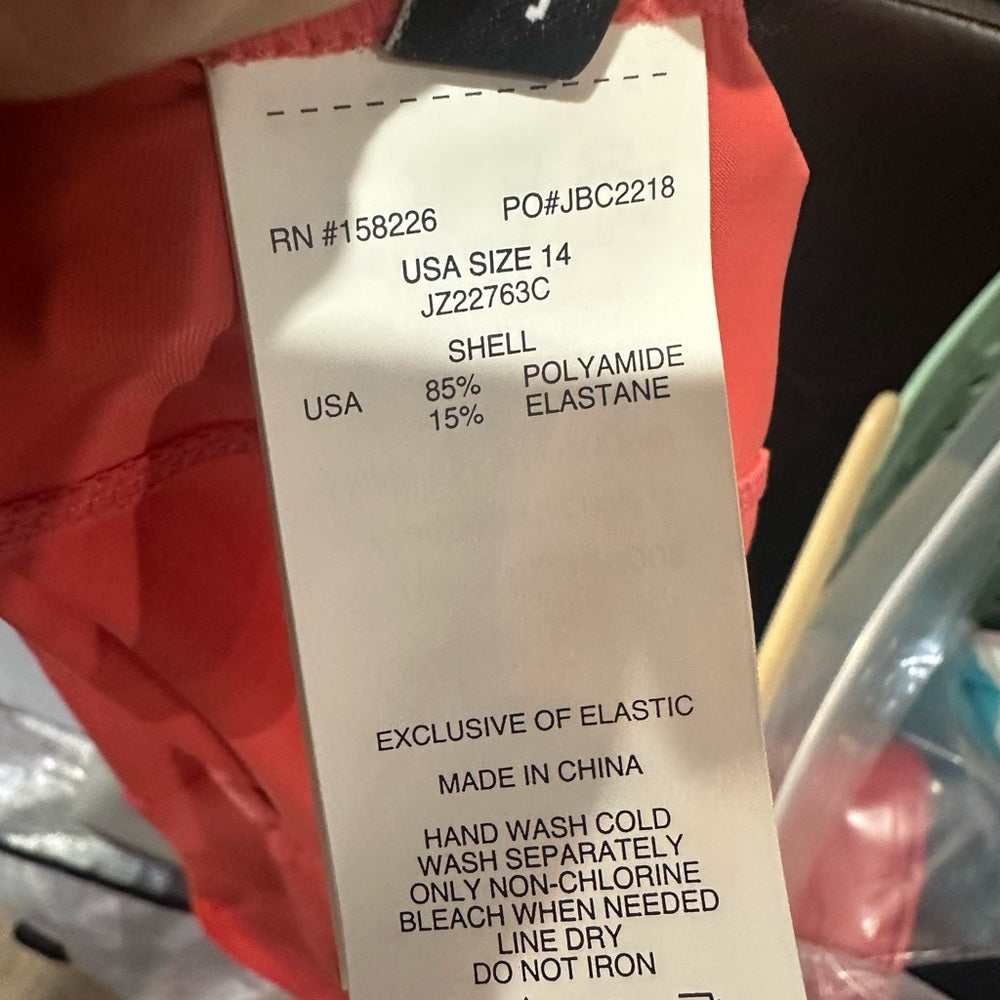 RN #158226 PO#JBC2218
USA SIZE 14
JZ22763C
SHELL
USA 85% POLYAMIDE
15% ELASTANE
EXCLUSIVE OF ELASTIC
MADE IN CHINA
HAND WASH COLD
WASH SEPARATELY
ONLY NON-CHLORINE
BLEACH WHEN NEEDED
LINE DRY
DO NOT IRON